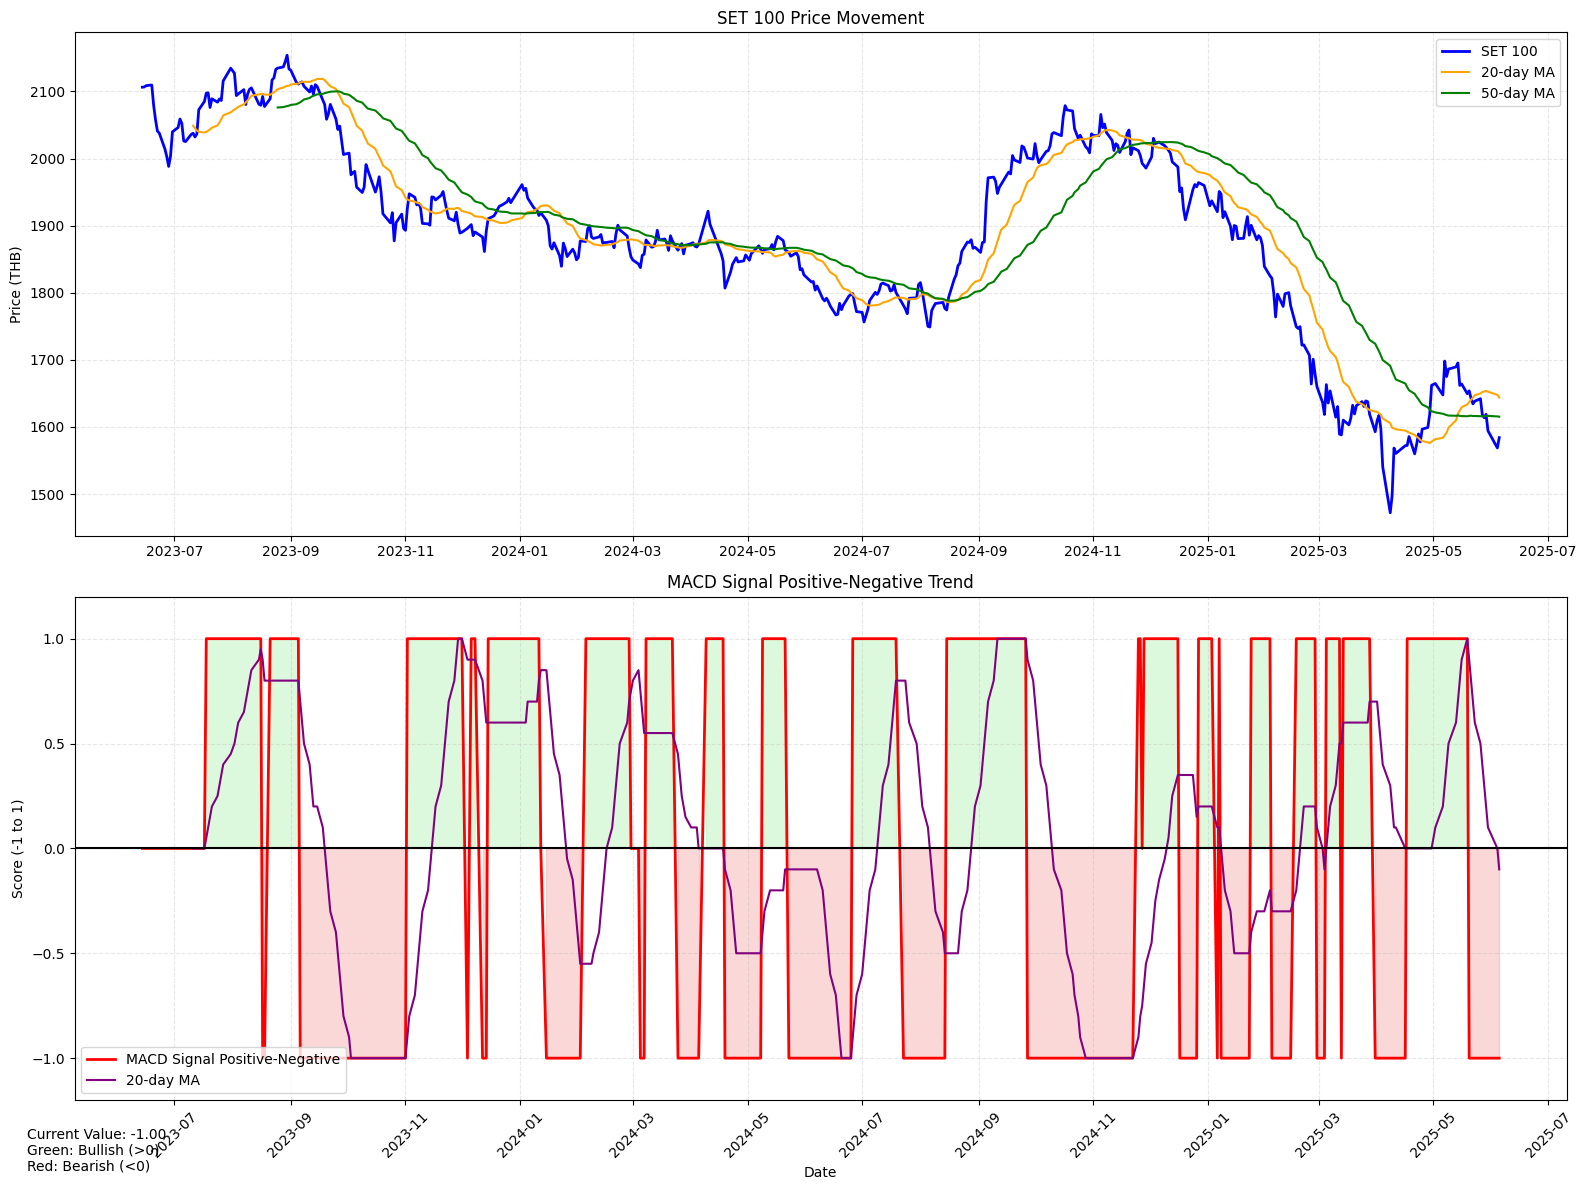 SET 100 Price Movement
SET 100
20-day MA
50-day MA
Price (THB)
2100
2000
1900
1800
1700
1600
1500
2023-07 2023-09 2023-11 2024-01 2024-03 2024-05 2024-07 2024-09 2024-11 2025-01 2025-03 2025-05 2025-07
MACD Signal Positive-Negative Trend
Score (-1 to 1)
1.0
0.5
0.0
−0.5
−1.0
MACD Signal Positive-Negative
20-day MA
2023-07 2023-09 2023-11 2024-01 2024-03 2024-05 2024-07 2024-09 2024-11 2025-01 2025-03 2025-05 2025-07
Date
Current Value: -1.00
Green: Bullish (>0)
Red: Bearish (<0)